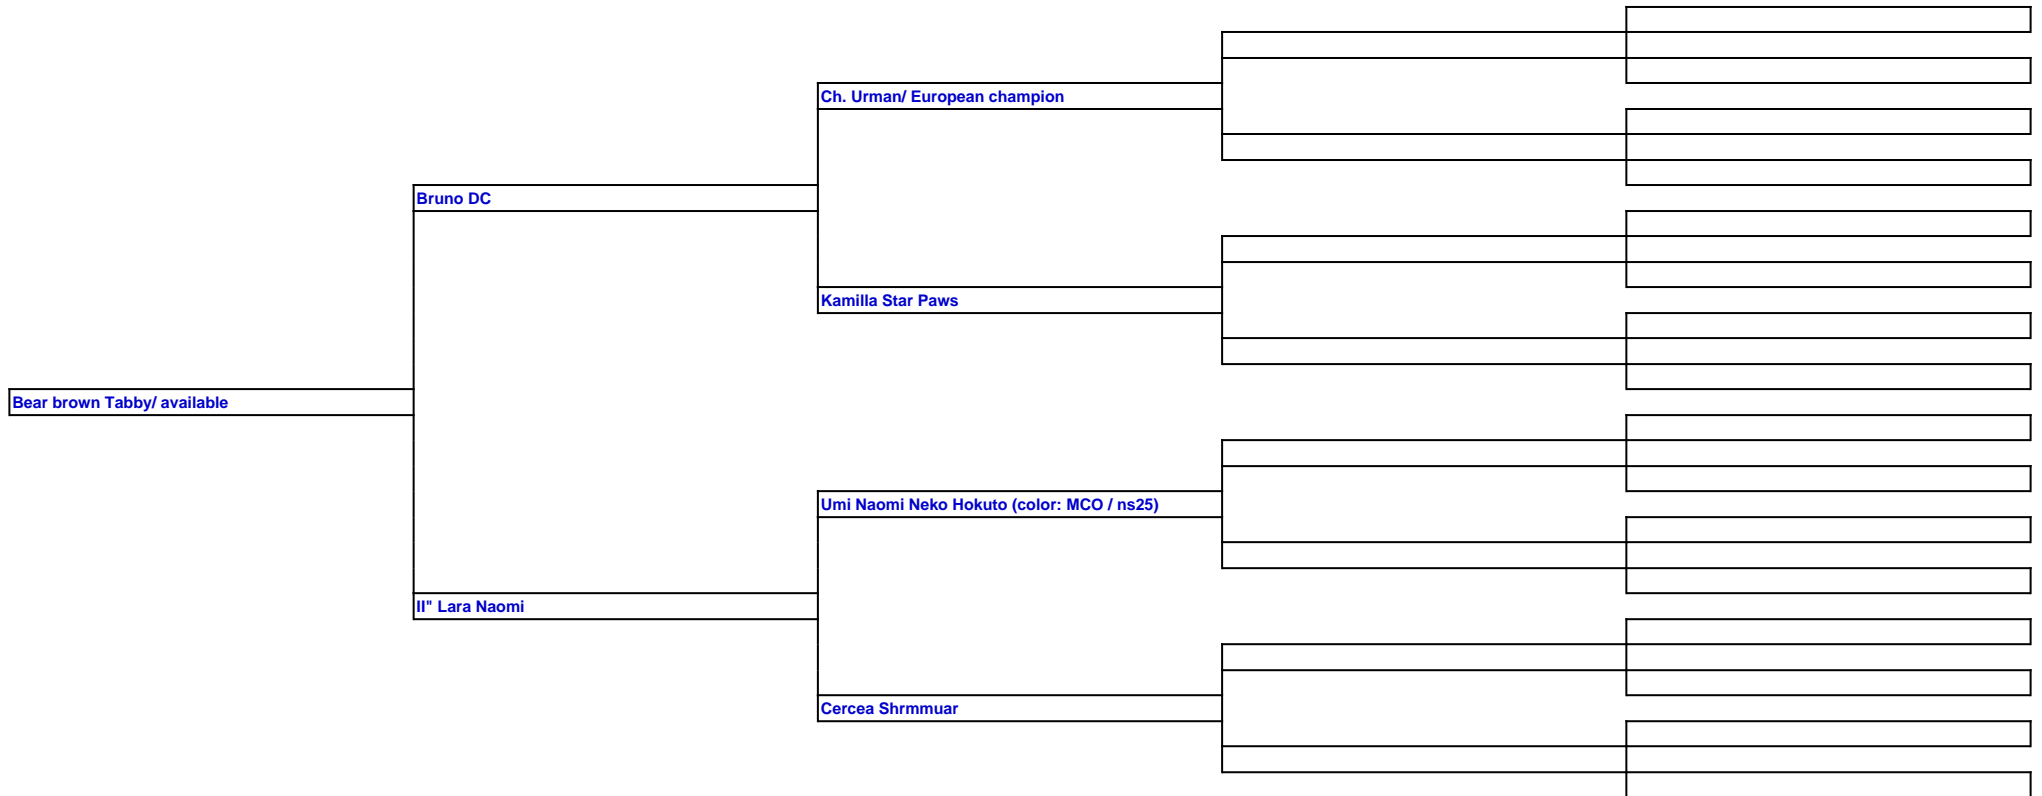 Ch. Urman/ European champion
Bruno DC
Kamilla Star Paws
Bear brown Tabby/ available
Umi Naomi Neko Hokuto (color: MCO / ns25)
II" Lara Naomi
Cercea Shrmmuar